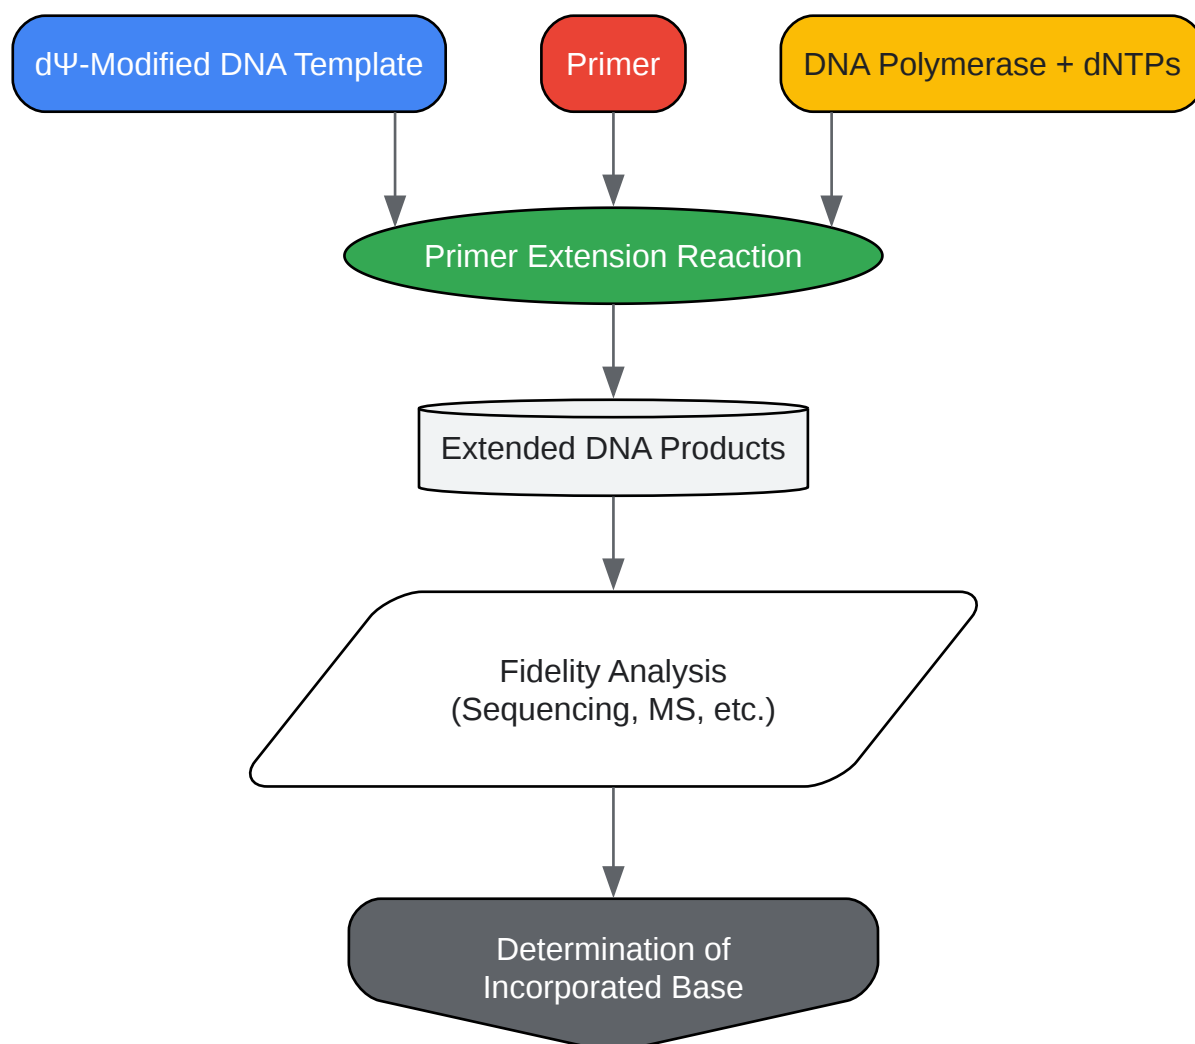 dΨ-Modified DNA Template
Primer
DNA Polymerase + dNTPs
Primer Extension Reaction
Extended DNA Products
Fidelity Analysis
(Sequencing, MS, etc.)
Determination of
Incorporated Base